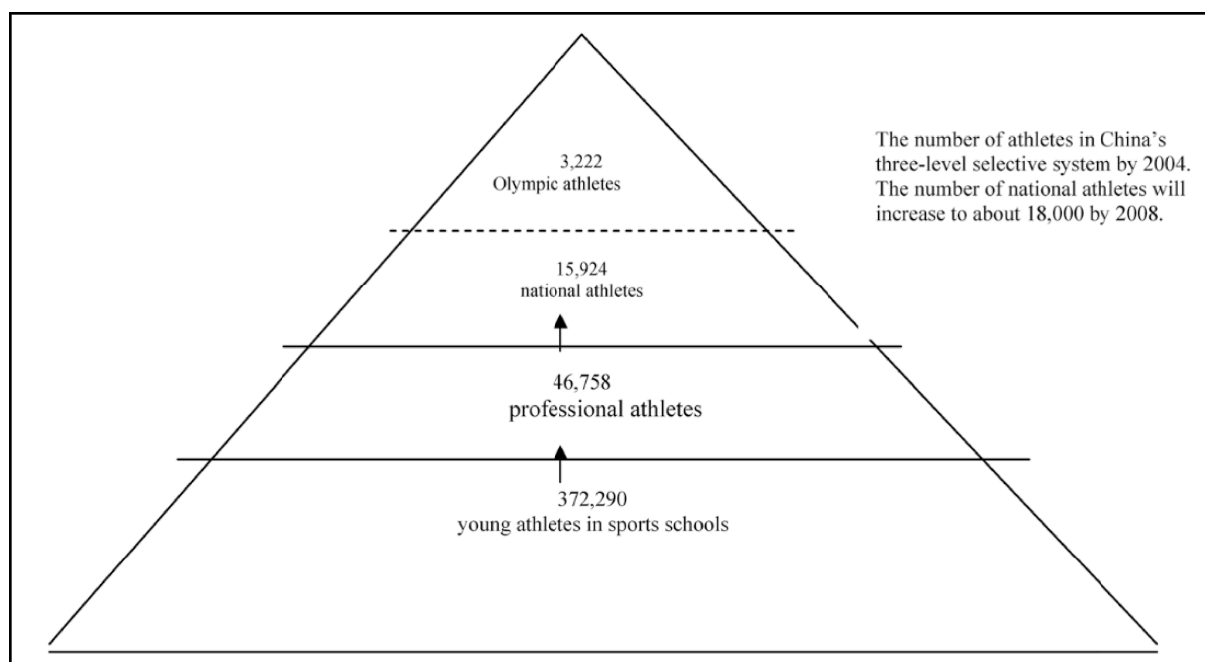 3,222
Olympic athletes
The number of athletes in China's
three-level selective system by 2004.
The number of national athletes will
increase to about 18,000 by 2008.
15,924
national athletes
46,758
professional athletes
372,290
young athletes in sports schools